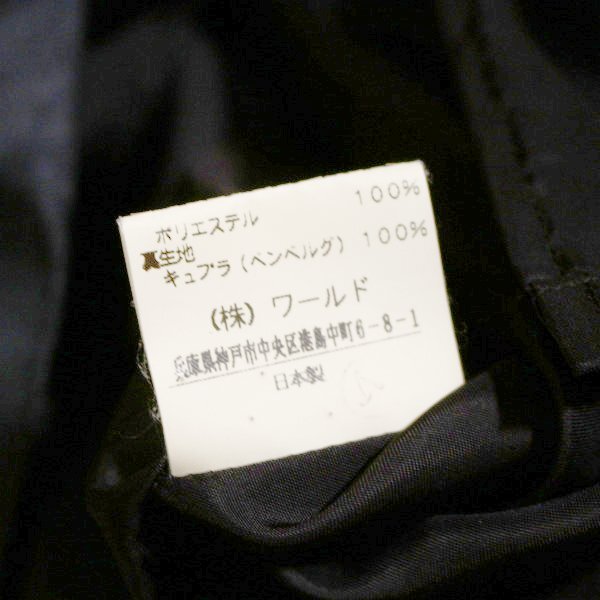 ポリエステル 100%
裏生地
キュプラ(ベンベルグ) 100%
(株) ワールド
兵庫県神戸市中央区港島中町6-8-1
日本製